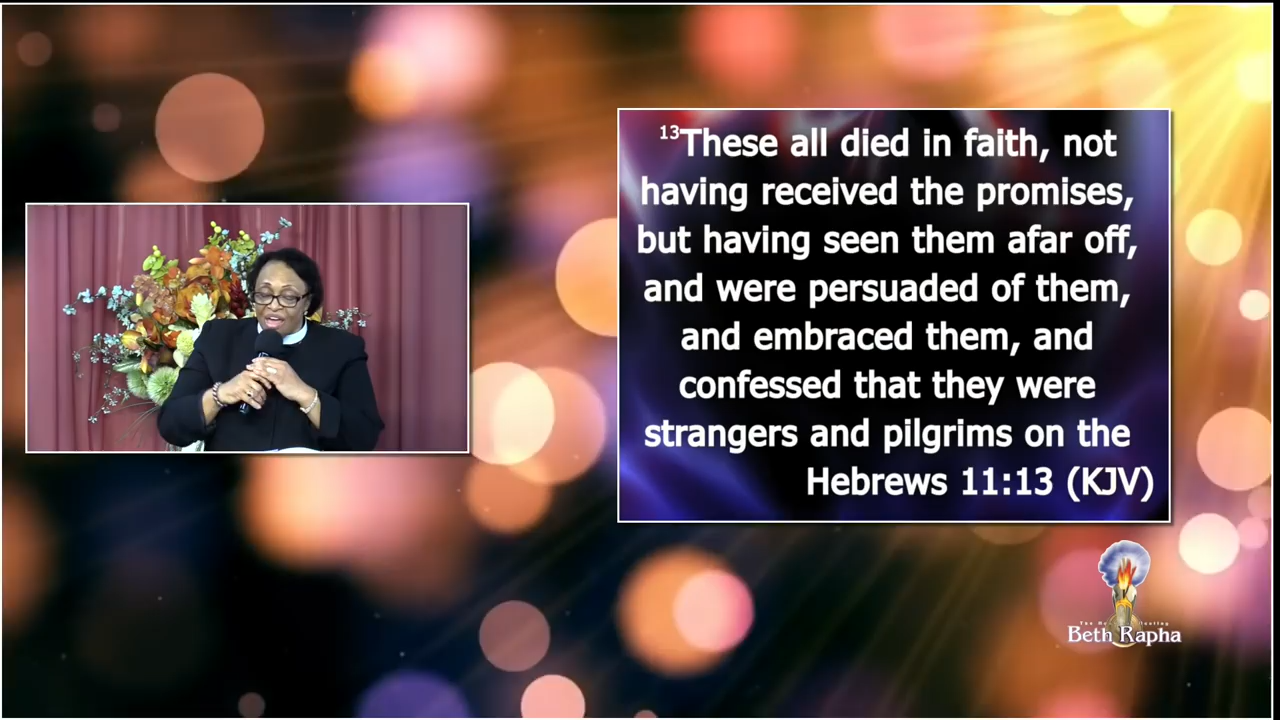 13These all died in faith, not
having received the promises,
but having seen them afar off,
and were persuaded of them,
and embraced them, and
confessed that they were
strangers and pilgrims on the
Hebrews 11:13 (KJV)
Beth Rapha